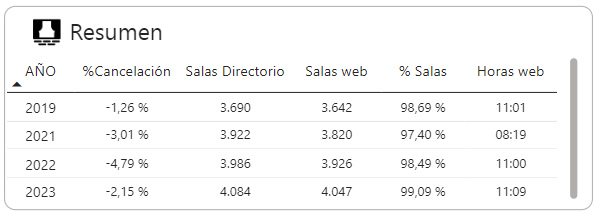 Resumen
AÑO %Cancelación Salas Directorio Salas web % Salas Horas web
2019 -1,26 % 3.690 3.642 98,69 % 11:01
2021 -3,01 % 3.922 3.820 97,40 % 08:19
2022 -4,79 % 3.986 3.926 98,49 % 11:00
2023 -2,15 % 4.084 4.047 99,09 % 11:09